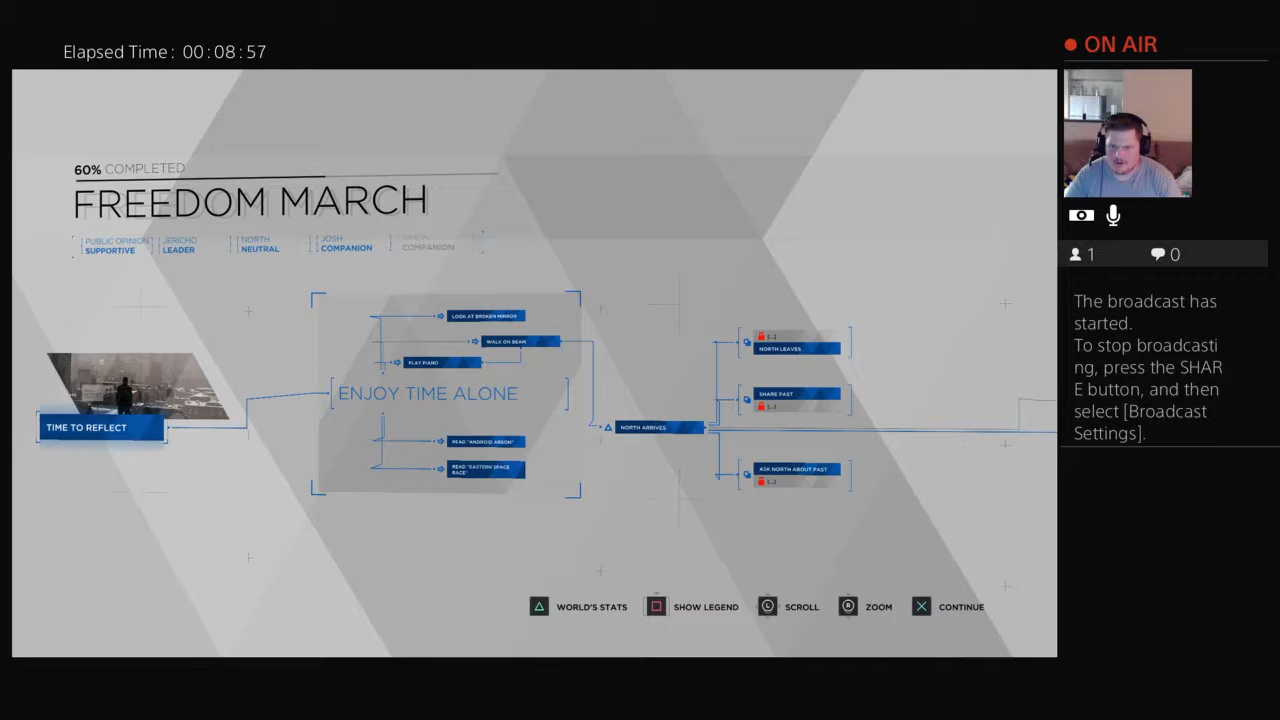 Elapsed Time: 00:08:57
ON AIR
60% COMPLETED
FREEDOM MARCH
PUBLIC OPINION
SUPPORTIVE
JERICHO
LEADER
NORTH
NEUTRAL
JOSH
COMPANION
COMPANION
1
0
The broadcast has
started.
To stop broadcasti
ng, press the SHAR
E button, and then
select [Broadcast
Settings].
LOOK AT BROKEN MIRROR
WALK ON BEAM
PLAY PIANO
ENJOY TIME ALONE
READ "ANDROID ARSON"
READ "EASTERN SPACE
RACE"
TIME TO REFLECT
NORTH ARRIVES
[...]
NORTH LEAVES
SHARE PAST
[...]
ASK NORTH ABOUT PAST
[...]
WORLD'S STATS
SHOW LEGEND
L
SCROLL
R
ZOOM
CONTINUE